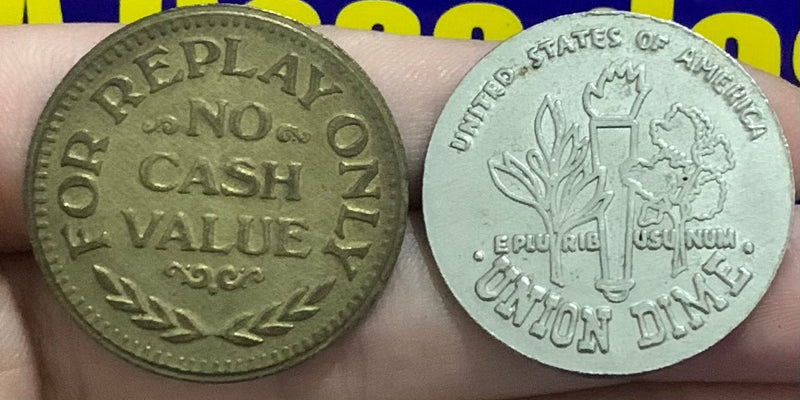 FOR REPLAY ONLY
NO
CASH
VALUE
UNITED STATES OF AMERICA
E PLURIBUS UNUM
• UNION DIME •